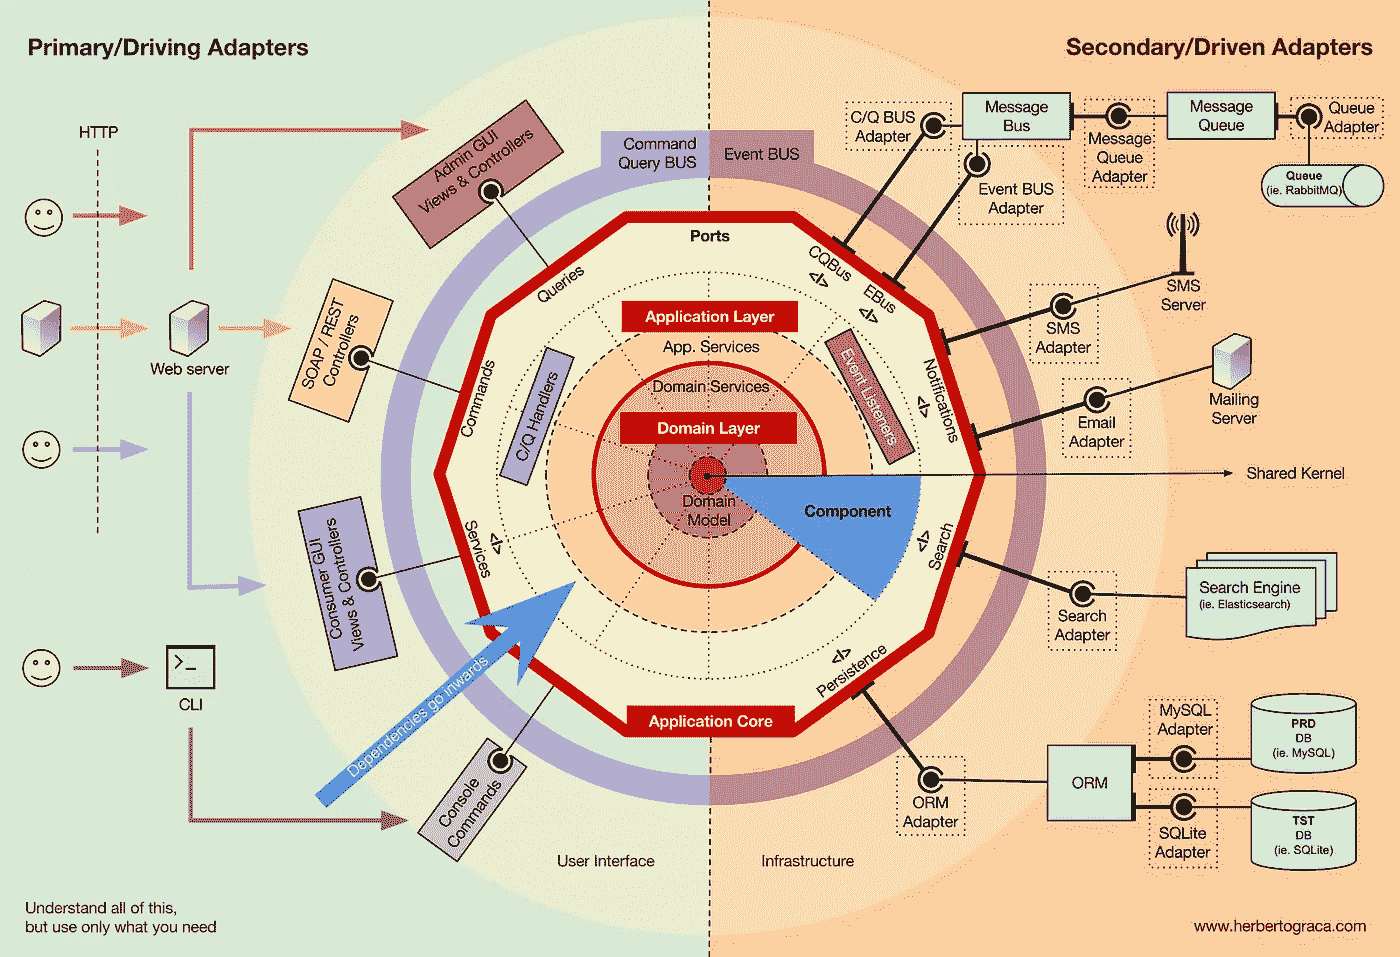 Primary/Driving Adapters
Secondary/Driven Adapters
HTTP
Admin GUI
Views & Controllers
Command
Query BUS
Event BUS
C/Q BUS
Adapter
Message
Bus
Message
Queue
Adapter
Message
Queue
Queue
Adapter
Queue
(ie. RabbitMQ)
Event BUS
Adapter
Ports
Queries
CQBus
</>
EBus
</>
SMS
Server
SMS
Adapter
SOAP / REST
Controllers
Web server
Application Layer
App. Services
Domain Services
Domain Layer
Domain
Model
Commands
C/Q Handlers
Event Listeners
Notifications
</>
Mailing
Server
Email
Adapter
Shared Kernel
Component
Consumer GUI
Views & Controllers
Services
</>
Search
</>
Search
Adapter
Search Engine
(ie. Elasticsearch)
Dependencies go inwards
Persistence
</>
Application Core
>_
CLI
Console
Commands
ORM
Adapter
ORM
MySQL
Adapter
PRD
DB
(ie. MySQL)
SQLite
Adapter
TST
DB
(ie. SQLite)
User Interface
Infrastructure
Understand all of this,
but use only what you need
www.herbertograca.com